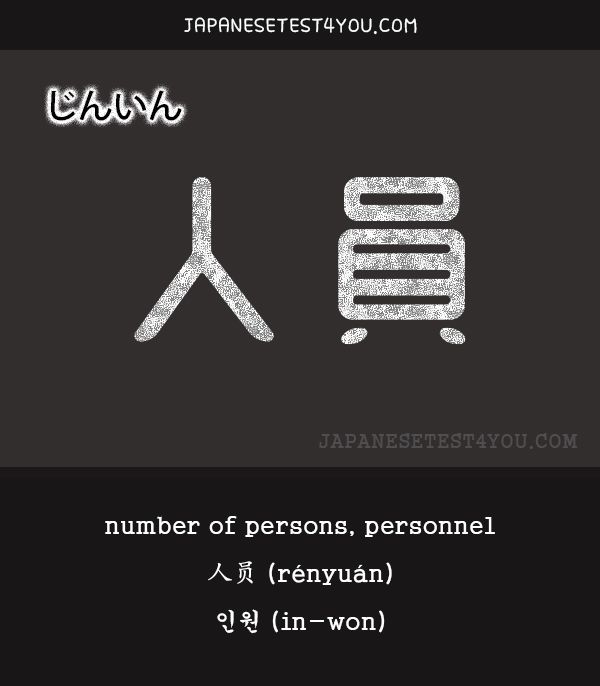 JAPANESETEST4YOU.COM
じんいん
人員
JAPANESETEST4YOU.COM
number of persons, personnel
人员 (rényuán)
인원 (in-won)